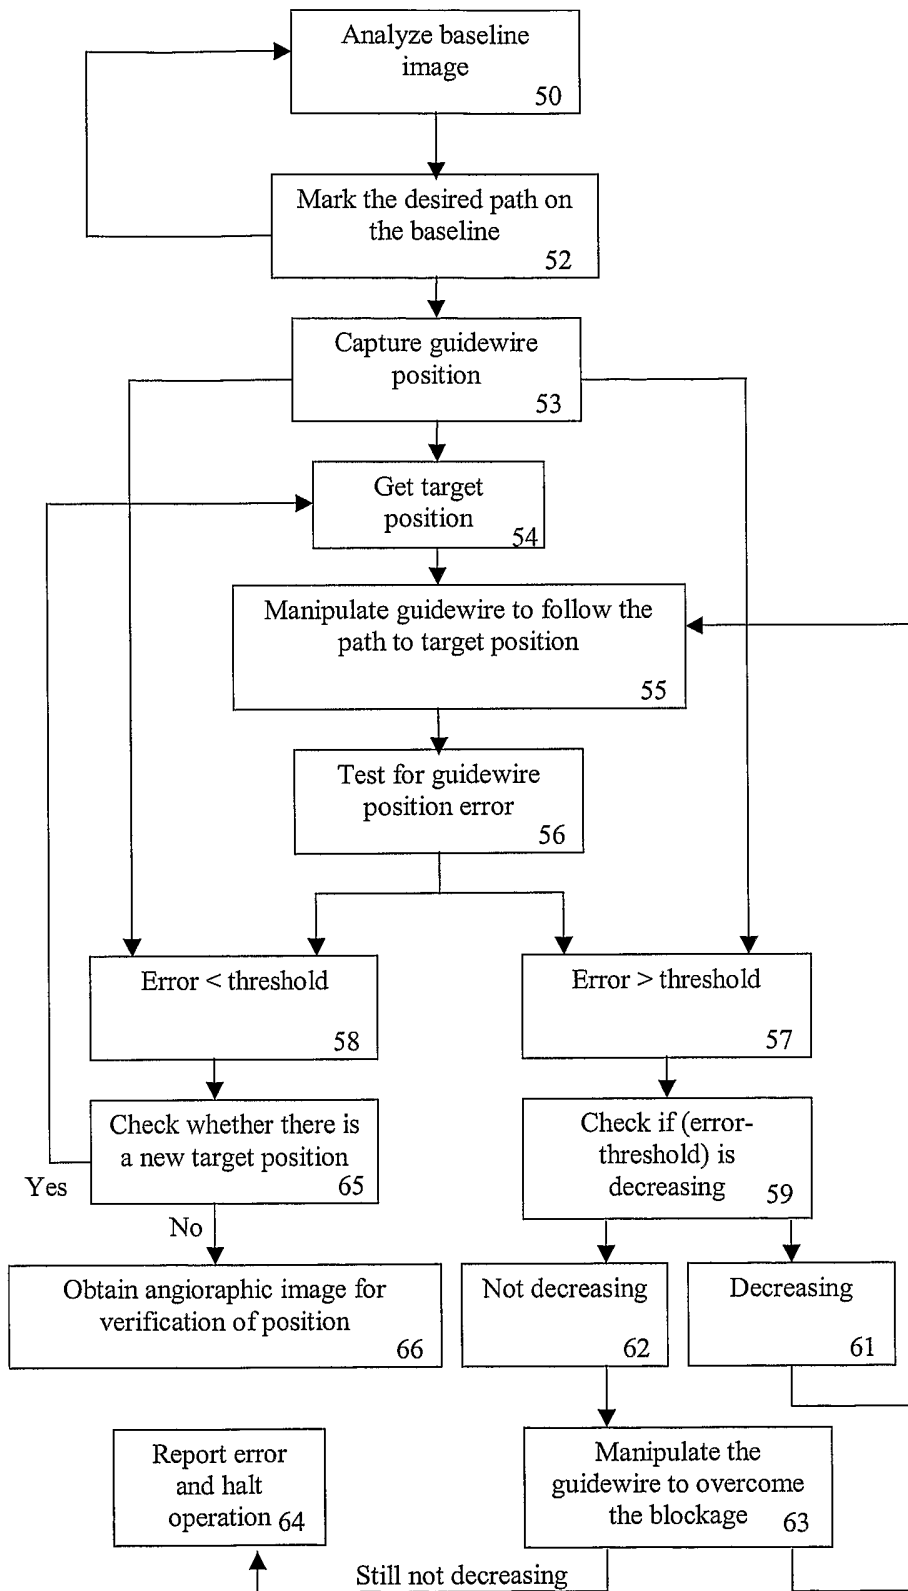 Analyze baseline
image
50
Mark the desired path on
the baseline
52
Capture guidewire
position
53
Get target
position
54
Manipulate guidewire to follow the
path to target position
55
Test for guidewire
position error
56
Error < threshold
58
Error > threshold
57
Check whether there is
a new target position
65
Yes
No
Check if (error-
threshold) is
decreasing
59
Obtain angioraphic image for
verification of position
66
Not decreasing
62
Decreasing
61
Report error
and halt
operation 64
Manipulate the
guidewire to overcome
the blockage
63
Still not decreasing